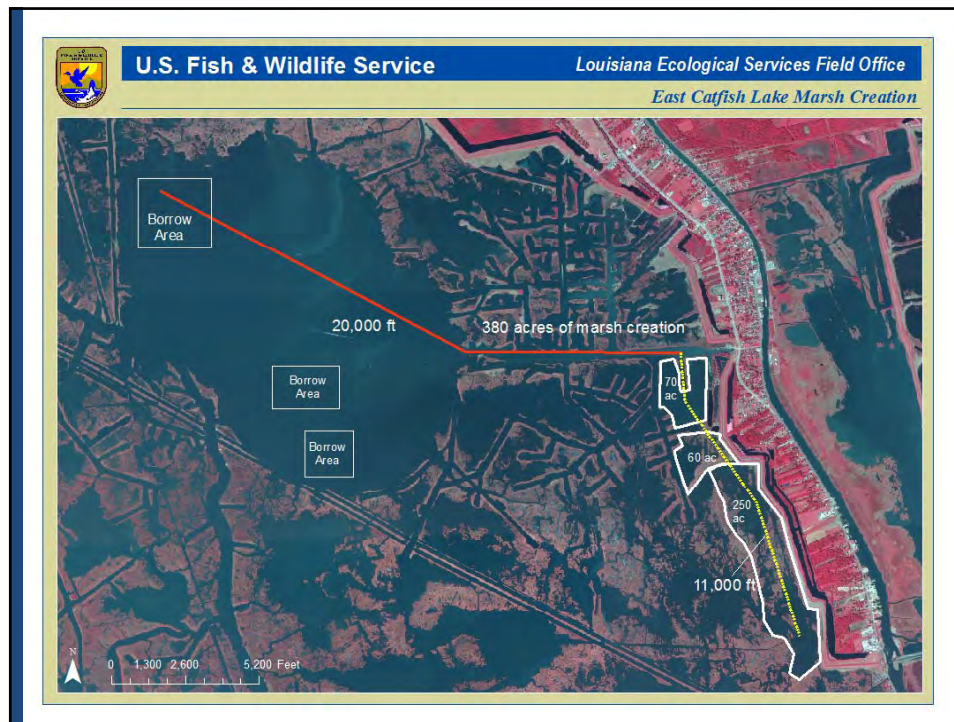 U.S. Fish & Wildlife Service
Louisiana Ecological Services Field Office
East Catfish Lake Marsh Creation
Borrow
Area
20,000 ft
380 acres of marsh creation
Borrow
Area
70
ac
Borrow
Area
60 ac
250
ac
11,000 ft
N
0 1,300 2,600 5,200 Feet